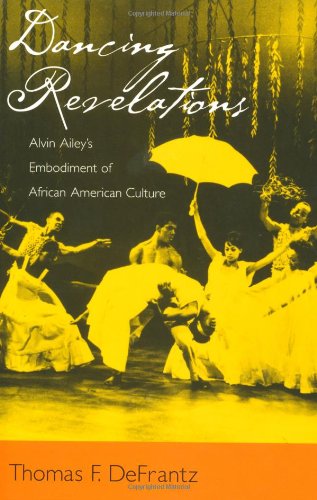 Dancing
Revelations
Alvin Ailey's
Embodiment of
African American Culture
Thomas F. DeFrantz